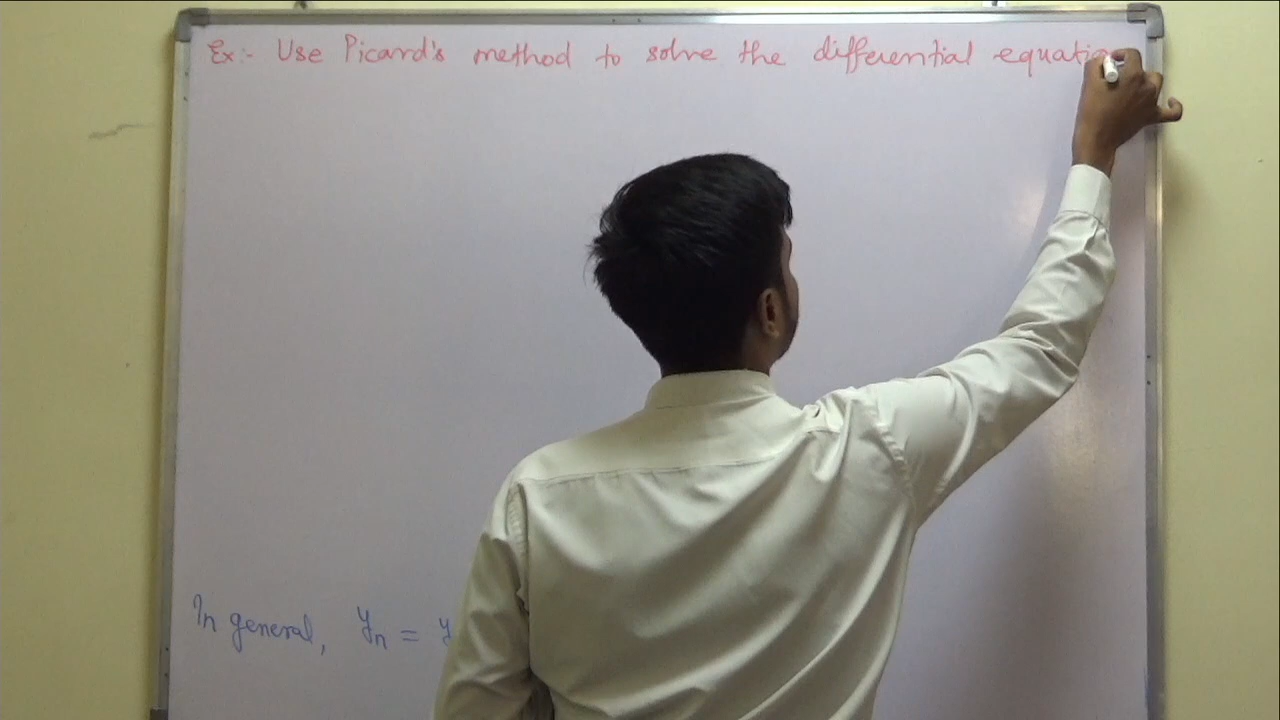 Ex:- Use Picard's method to solve the differential equation
In general, yn = y